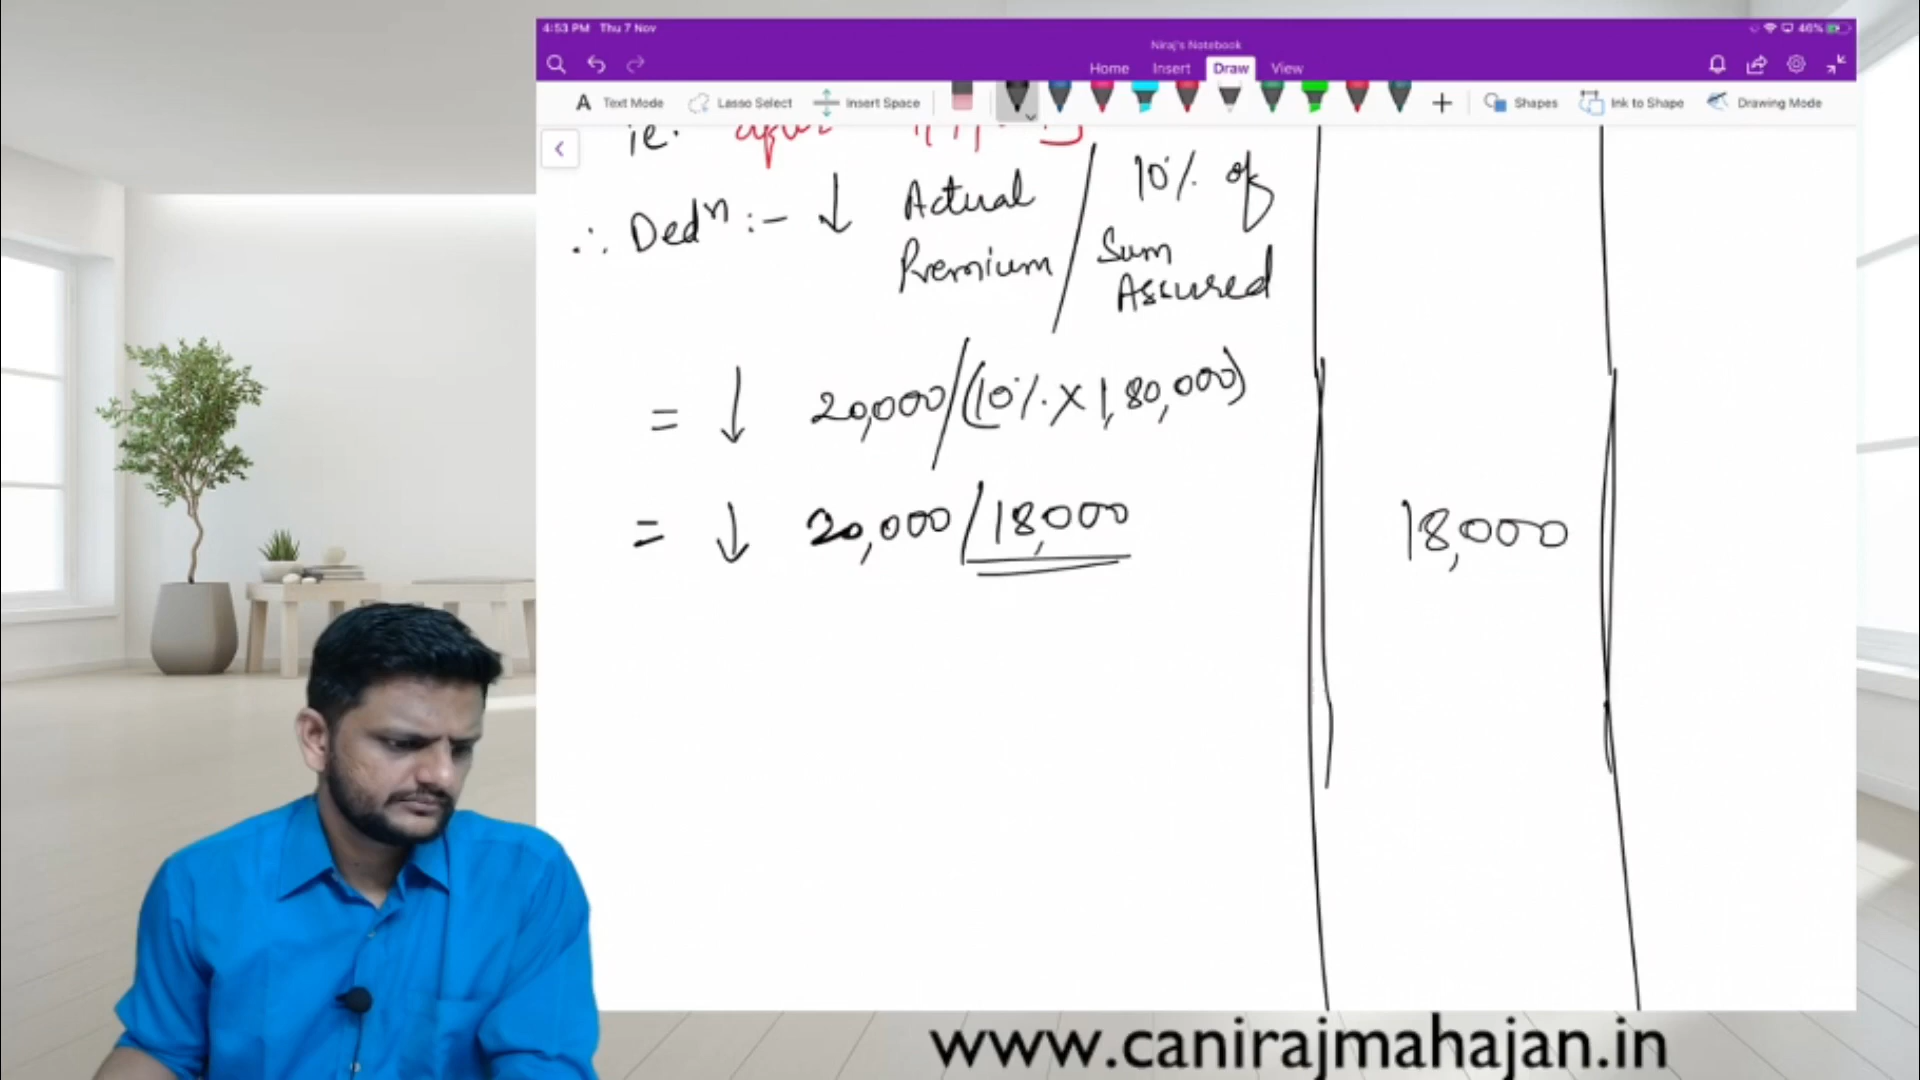 4:53 PM Thu 7 Nov
46%
Niraj's Notebook
Home Insert Draw View
Text Mode Lasso Select Insert Space Shapes Ink to Shape Drawing Mode
ie. after
∴ Dedⁿ :- ↓ Actual Premium / 10% of Sum Assured
= ↓ 20,000/(10% X 1,80,000)
= ↓ 20,000/18,000 18,000
www.canirajmahajan.in